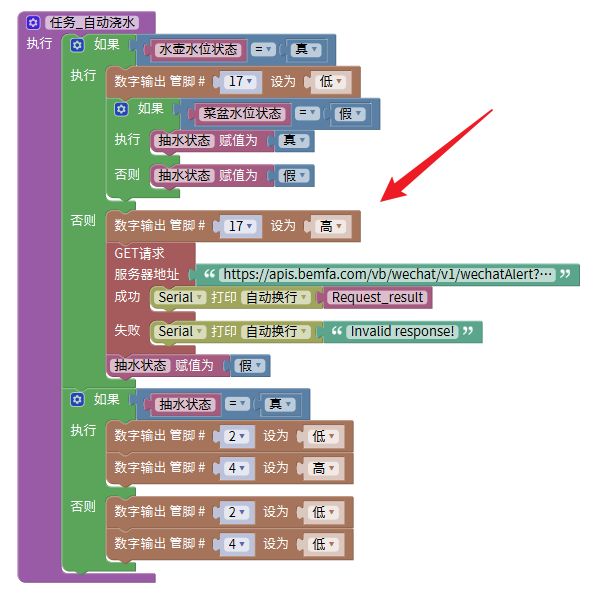 任务_自动浇水
执行 如果 水壶水位状态 = 真
执行 数字输出 管脚 # 17 设为 低
如果 菜盆水位状态 = 假
执行 抽水状态 赋值为 真
否则 抽水状态 赋值为 假
否则 数字输出 管脚 # 17 设为 高
GET请求
服务器地址 “ https://apis.bemfa.com/vb/wechat/v1/wechatAlert?… ”
成功 Serial 打印 自动换行 Request_result
失败 Serial 打印 自动换行 “ Invalid response! ”
抽水状态 赋值为 假
如果 抽水状态 = 真
执行 数字输出 管脚 # 2 设为 低
数字输出 管脚 # 4 设为 高
否则 数字输出 管脚 # 2 设为 低
数字输出 管脚 # 4 设为 低